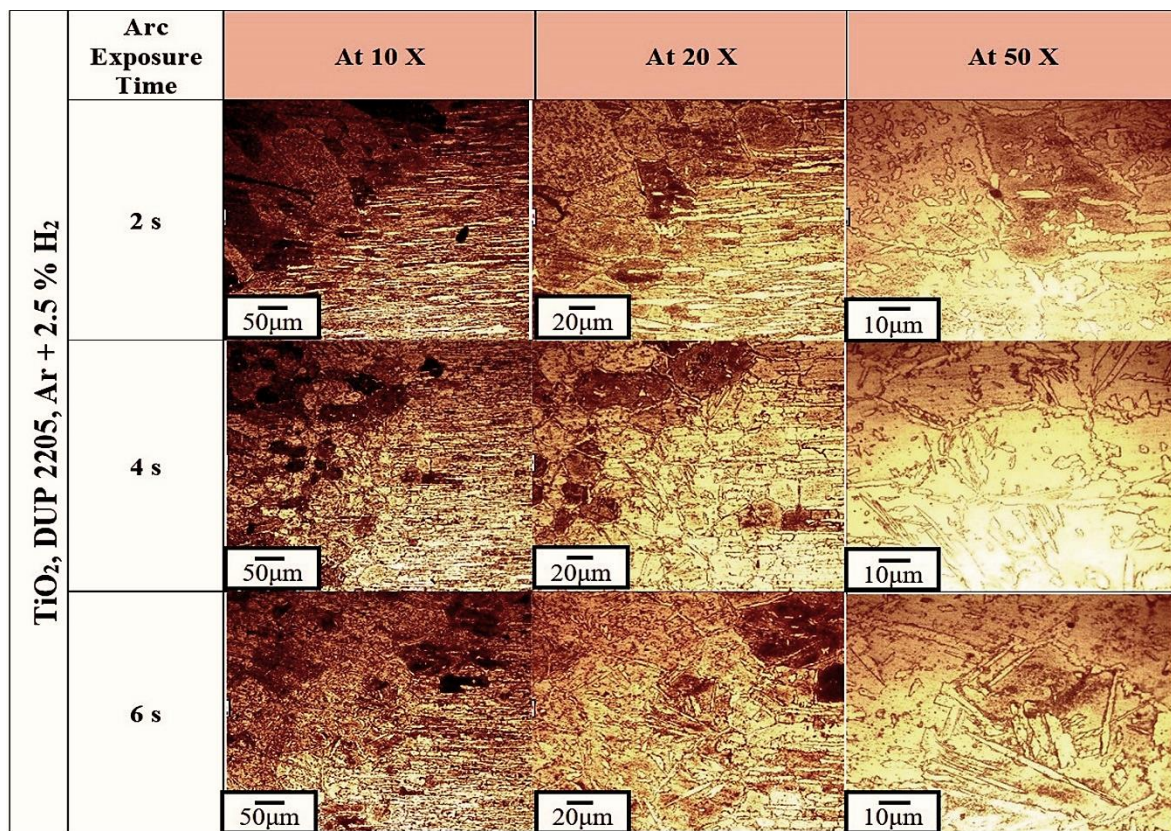 TiO₂, DUP 2205, Ar + 2.5 % H₂
Arc
Exposure
Time
At 10 X
At 20 X
At 50 X
2 s
50μm
20μm
10μm
4 s
50μm
20μm
10μm
6 s
50μm
20μm
10μm